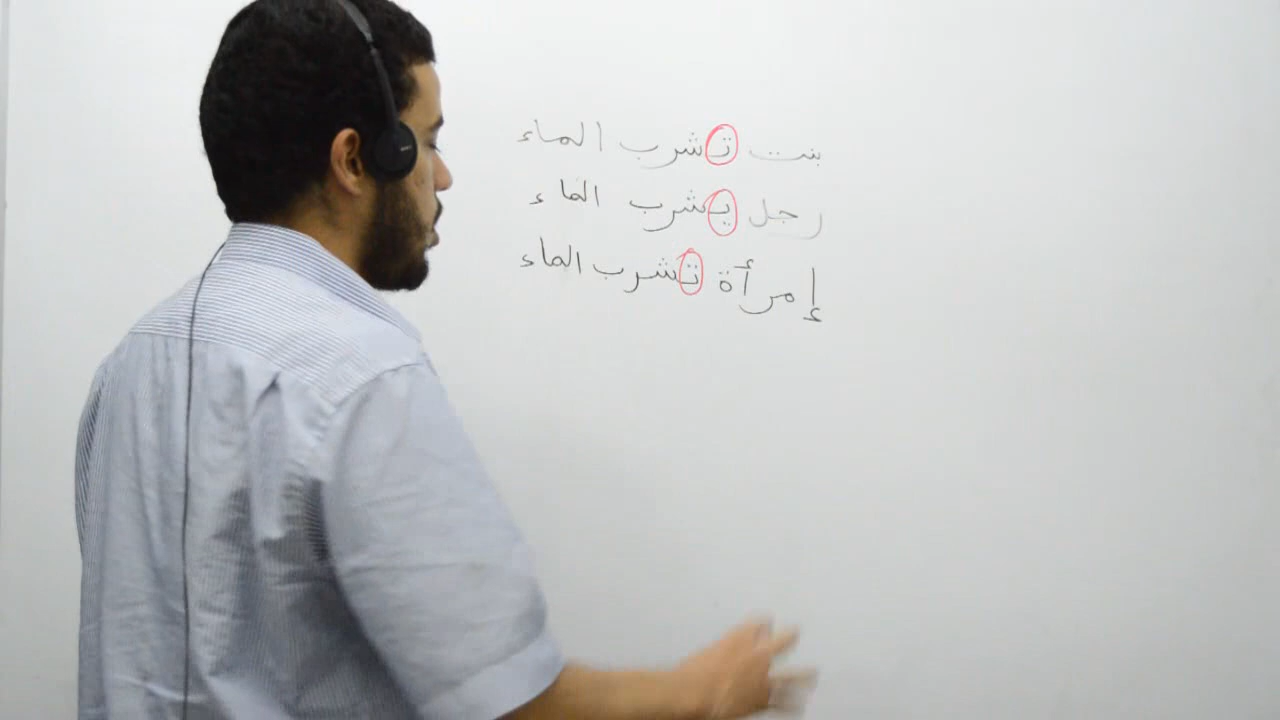 بنت تشرب الماء
رجل يشرب الماء
إمرأة تشرب الماء